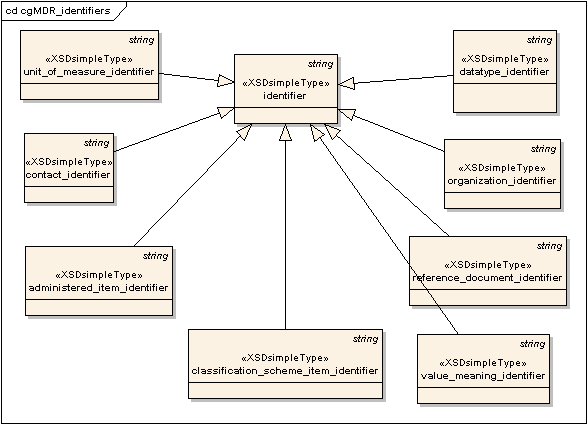 cd cgMDR_identifiers
string
«XSDsimpleType»
unit_of_measure_identifier
string
«XSDsimpleType»
identifier
string
«XSDsimpleType»
datatype_identifier
string
«XSDsimpleType»
contact_identifier
string
«XSDsimpleType»
organization_identifier
string
«XSDsimpleType»
administered_item_identifier
string
«XSDsimpleType»
reference_document_identifier
string
«XSDsimpleType»
classification_scheme_item_identifier
string
«XSDsimpleType»
value_meaning_identifier